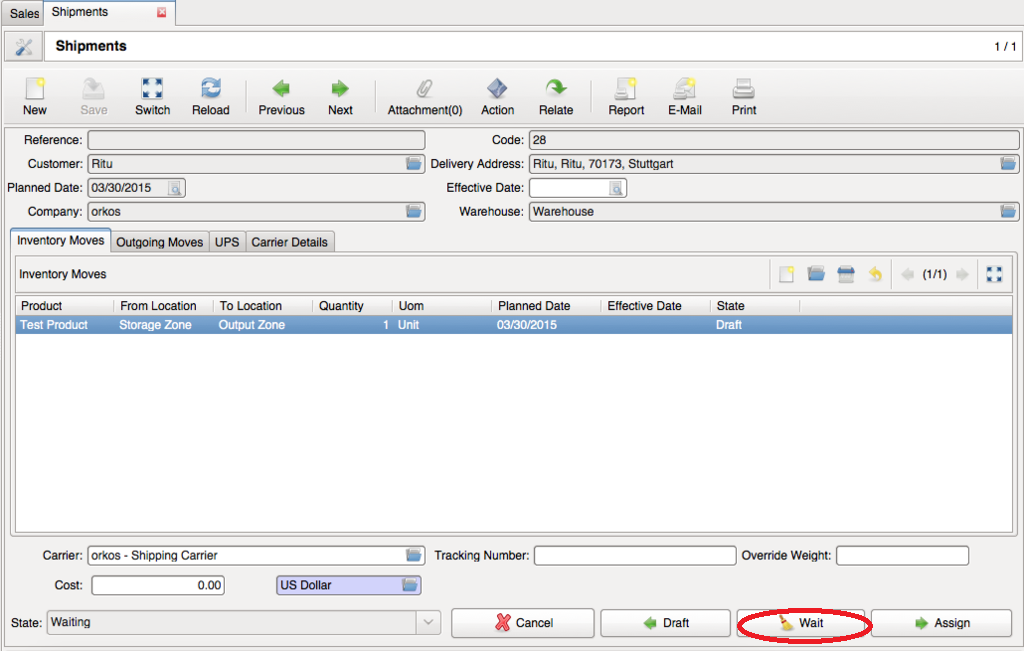 Sales Shipments
Shipments 1 / 1
New Save Switch Reload Previous Next Attachment(0) Action Relate Report E-Mail Print
Reference: Code: 28
Customer: Ritu Delivery Address: Ritu, Ritu, 70173, Stuttgart
Planned Date: 03/30/2015 Effective Date:
Company: orkos Warehouse: Warehouse
Inventory Moves Outgoing Moves UPS Carrier Details
Inventory Moves (1/1)
Product From Location To Location Quantity Uom Planned Date Effective Date State
Test Product Storage Zone Output Zone 1 Unit 03/30/2015 Draft
Carrier: orkos - Shipping Carrier Tracking Number: Override Weight:
Cost: 0.00 US Dollar
State: Waiting Cancel Draft Wait Assign